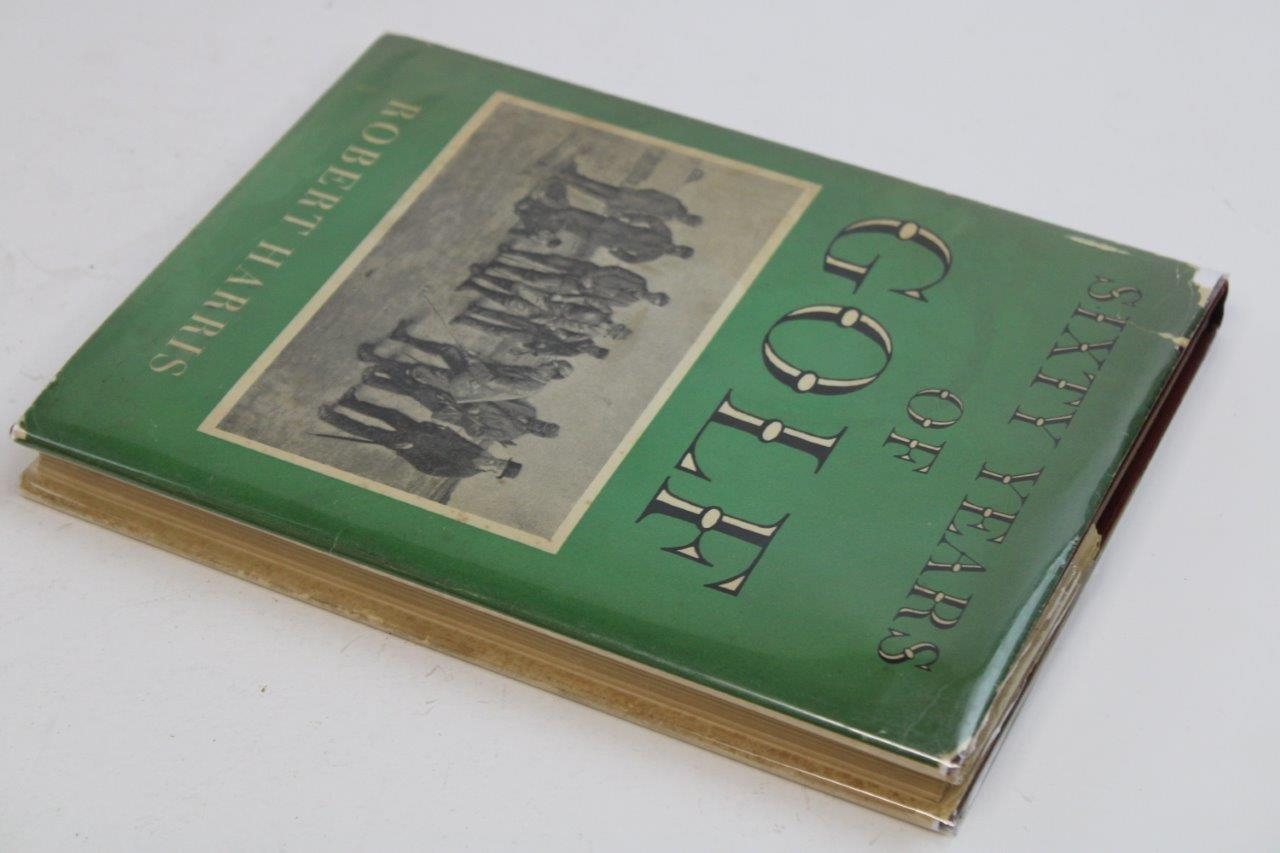 SIXTY YEARS
OF
GOLF
ROBERT HARRIS